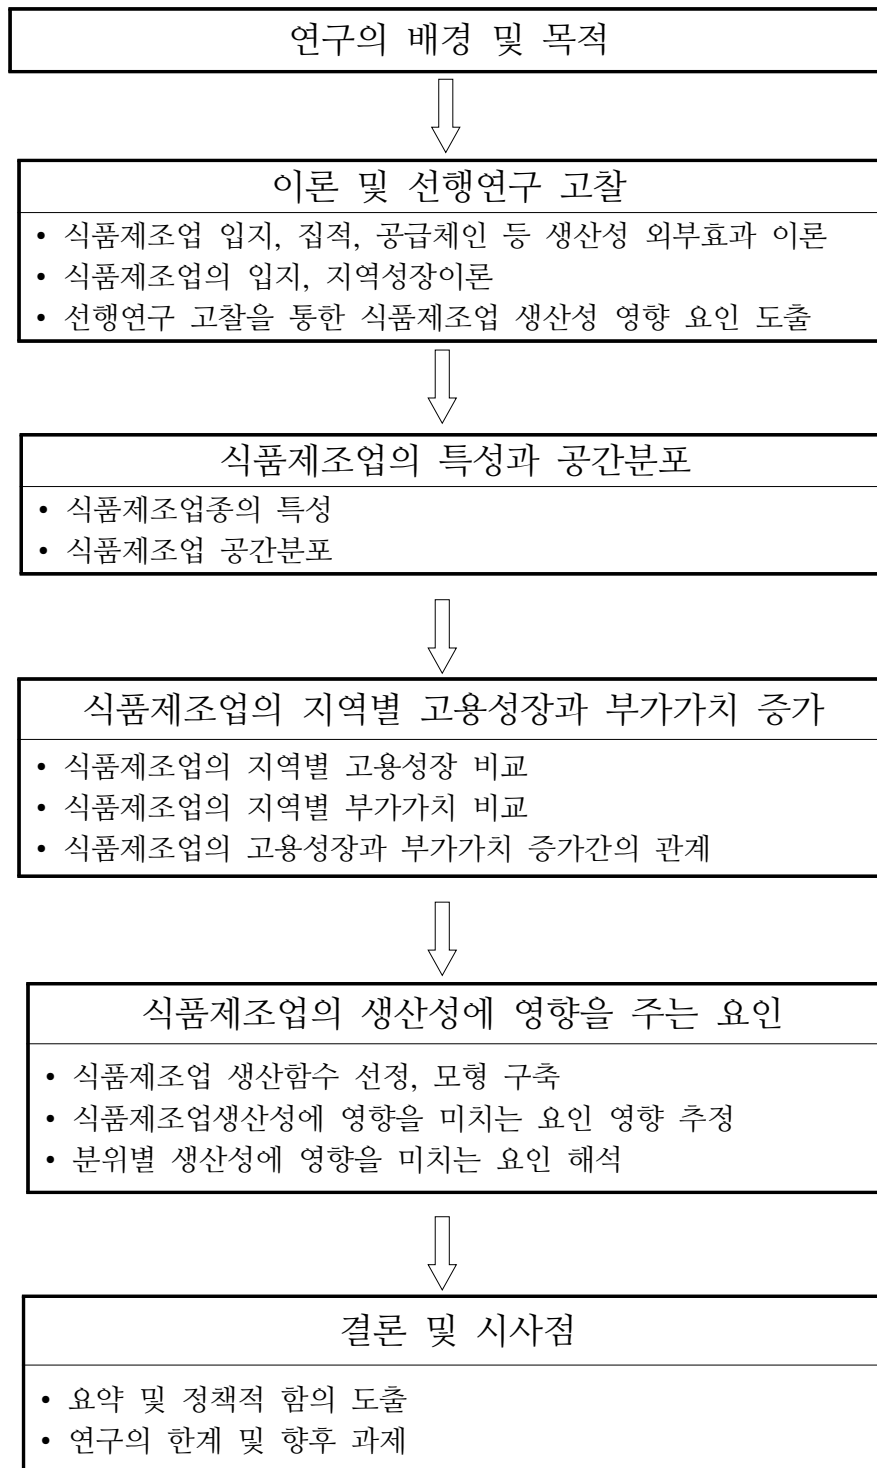 연구의 배경 및 목적
이론 및 선행연구 고찰
• 식품제조업 입지, 집적, 공급체인 등 생산성 외부효과 이론
• 식품제조업의 입지, 지역성장이론
• 선행연구 고찰을 통한 식품제조업 생산성 영향 요인 도출
식품제조업의 특성과 공간분포
• 식품제조업종의 특성
• 식품제조업 공간분포
식품제조업의 지역별 고용성장과 부가가치 증가
• 식품제조업의 지역별 고용성장 비교
• 식품제조업의 지역별 부가가치 비교
• 식품제조업의 고용성장과 부가가치 증가간의 관계
식품제조업의 생산성에 영향을 주는 요인
• 식품제조업 생산함수 선정, 모형 구축
• 식품제조업생산성에 영향을 미치는 요인 영향 추정
• 분위별 생산성에 영향을 미치는 요인 해석
결론 및 시사점
• 요약 및 정책적 함의 도출
• 연구의 한계 및 향후 과제